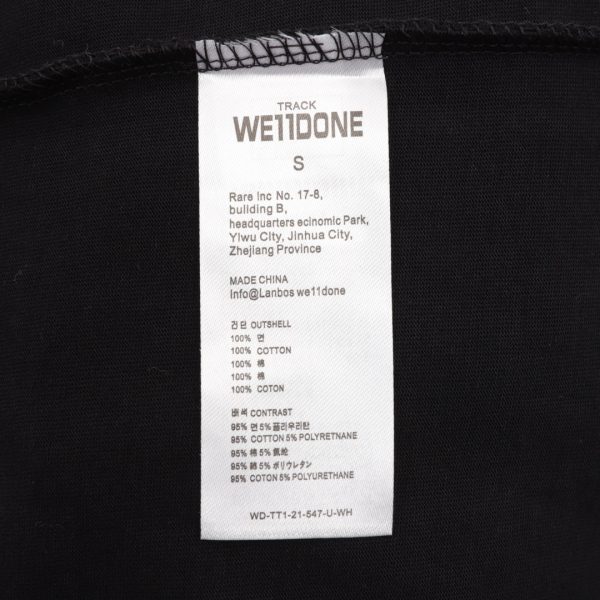 TRACK
WE11DONE
S
Rare Inc No. 17-8,
building B,
headquarters ecinomic Park,
Yiwu City, Jinhua City,
Zhejiang Province
MADE CHINA
Info@Lanbos we11done
겉 단 OUTSHELL
100% 면
100% COTTON
100% 棉
100% 棉
100% COTON
배 색 CONTRAST
95% 면 5% 폴리우리탄
95% COTTON 5% POLYRETNANE
95% 棉 5% 氨纶
95% 綿 5% ポリウレタン
95% COTON 5% POLYURETHANE
WD-TT1-21-547-U-WH